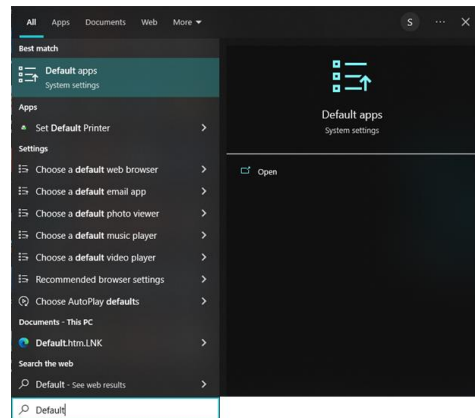 All Apps Documents Web More
S ...
Best match
Default apps
System settings
Apps
Set Default Printer
Settings
Choose a default web browser
Choose a default email app
Choose a default photo viewer
Choose a default music player
Choose a default video player
Recommended browser settings
Choose AutoPlay defaults
Documents - This PC
Default.htm.LNK
Search the web
Default - See web results
Default
Default apps
System settings
Open